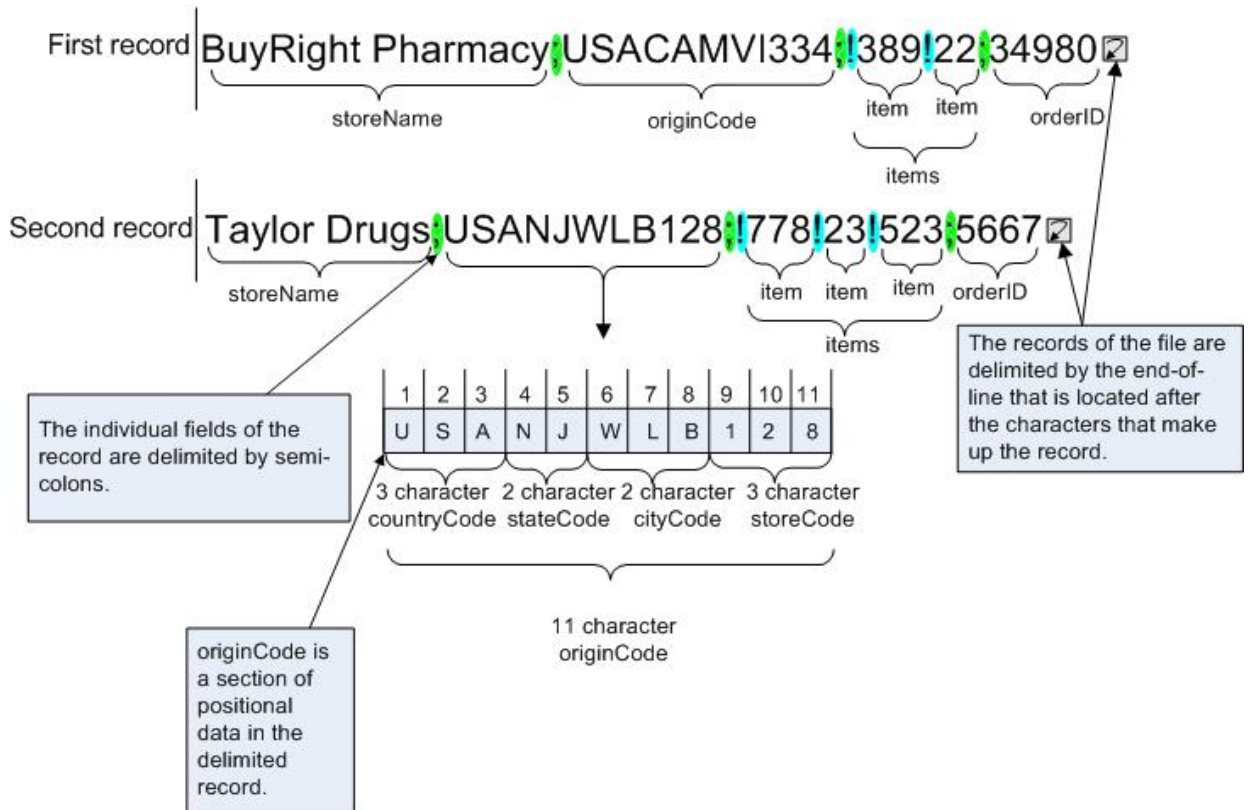 First record BuyRight Pharmacy;USACAMVI334;!389!22;34980
storeName
originCode
item
item
orderID
items
Second record Taylor Drugs;USANJWLB128;!778!23!523;5667
storeName
item
item
item
orderID
items
The records of the file are
delimited by the end-of-
line that is located after
the characters that make
up the record.
1 2 3 4 5 6 7 8 9 10 11
U S A N J W L B 1 2 8
The individual fields of the
record are delimited by semi-
colons.
3 character
countryCode
2 character
stateCode
2 character
cityCode
3 character
storeCode
11 character
originCode
originCode is
a section of
positional
data in the
delimited
record.